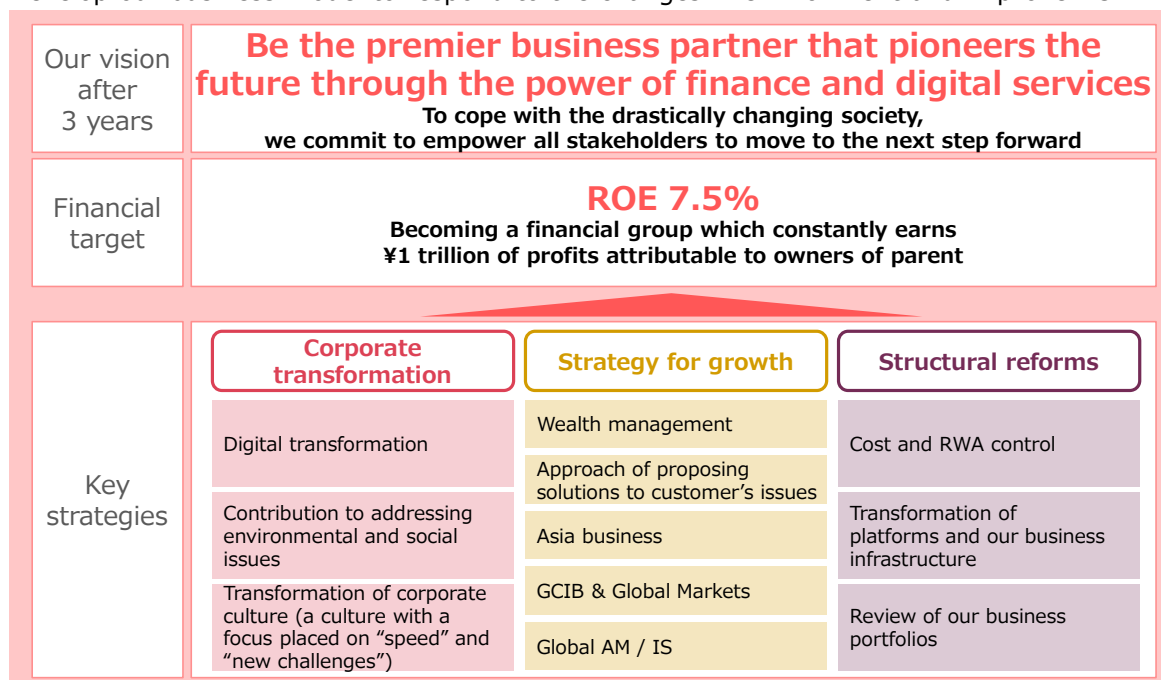 Our vision
after
3 years
Be the premier business partner that pioneers the
future through the power of finance and digital services
To cope with the drastically changing society,
we commit to empower all stakeholders to move to the next step forward
Financial
target
ROE 7.5%
Becoming a financial group which constantly earns
¥1 trillion of profits attributable to owners of parent
Key
strategies
Corporate
transformation
Digital transformation
Contribution to addressing
environmental and social
issues
Transformation of corporate
culture (a culture with a
focus placed on “speed” and
“new challenges”)
Strategy for growth
Wealth management
Approach of proposing
solutions to customer’s issues
Asia business
GCIB & Global Markets
Global AM / IS
Structural reforms
Cost and RWA control
Transformation of
platforms and our business
infrastructure
Review of our business
portfolios